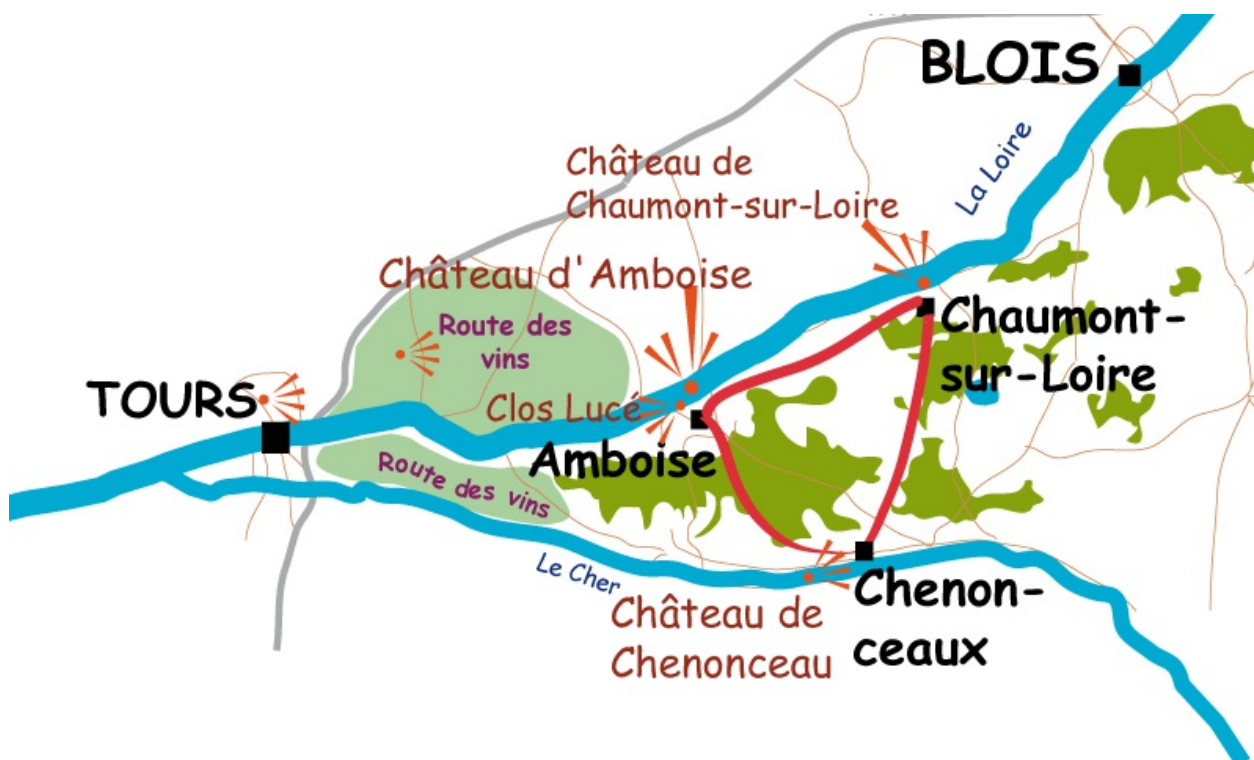 BLOIS
La Loire
Château de
Chaumont-sur-Loire
Château d'Amboise
Route des
vins
Chaumont-
sur-Loire
TOURS
Clos Lucé
Amboise
Route des vins
Le Cher
Château de
Chenonceau
Chenon-
ceaux